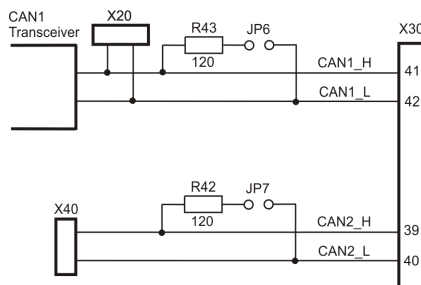 CAN1
Transceiver
X20
R43
JP6
X30
120
CAN1_H
41
CAN1_L
42
R42
JP7
X40
120
CAN2_H
39
CAN2_L
40